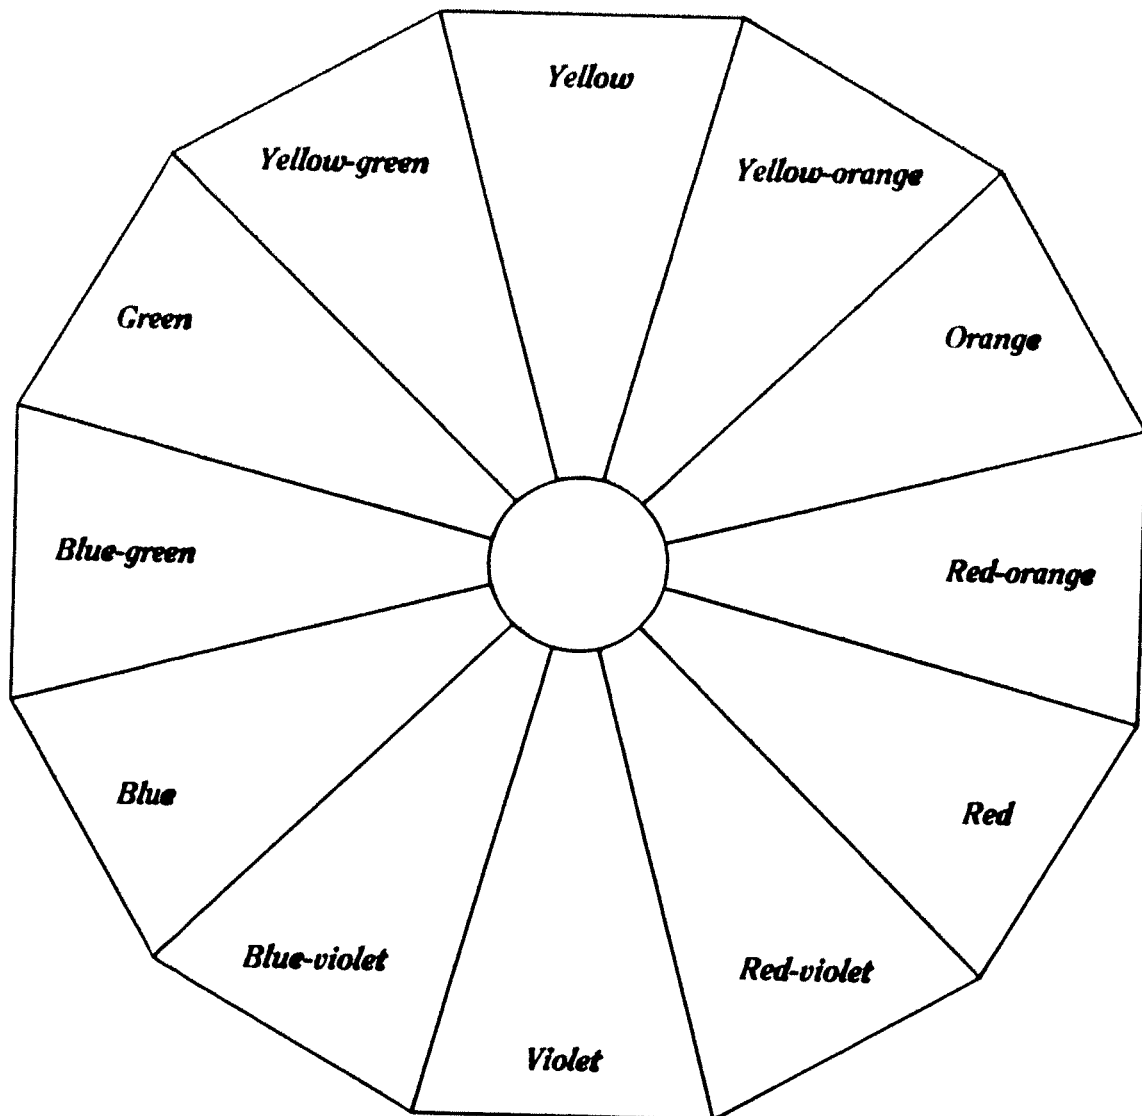 Yellow
Yellow-green
Yellow-orange
Green
Orange
Blue-green
Red-orange
Blue
Red
Blue-violet
Red-violet
Violet